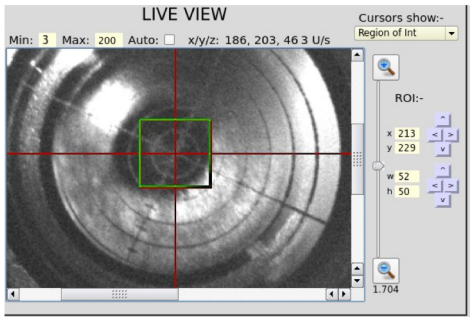 LIVE VIEW
Cursors show:-
Region of Int
Min: 3 Max: 200 Auto: x/y/z: 186, 203, 46 3 U/s
ROI:-
x 213
y 229
w 52
h 50
1.704